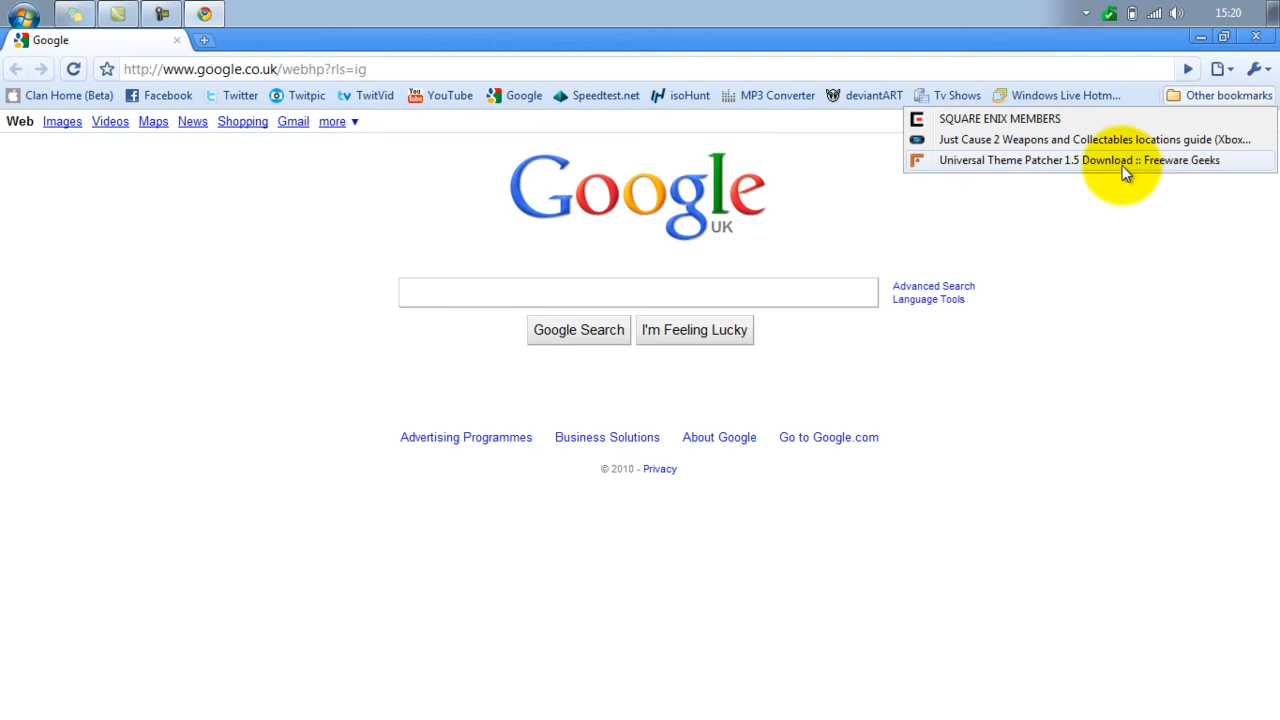 15:20
Google
http://www.google.co.uk/webhp?rls=ig
Clan Home (Beta) Facebook Twitter Twitpic TwitVid YouTube Google Speedtest.net isoHunt MP3 Converter deviantART Tv Shows Windows Live Hotm... Other bookmarks
Web Images Videos Maps News Shopping Gmail more ▼
SQUARE ENIX MEMBERS
Just Cause 2 Weapons and Collectables locations guide (Xbox...
Universal Theme Patcher 1.5 Download :: Freeware Geeks
Google
UK
Advanced Search
Language Tools
Google Search I'm Feeling Lucky
Advertising Programmes Business Solutions About Google Go to Google.com
© 2010 - Privacy